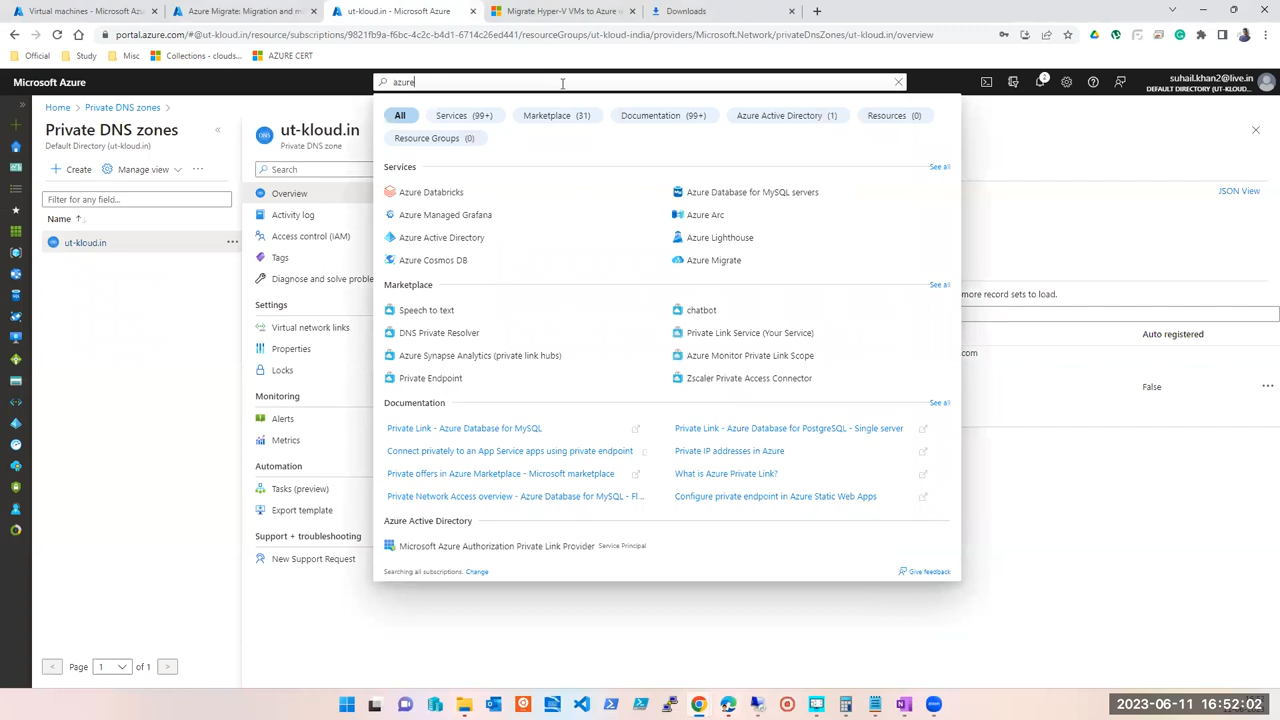 Virtual machines - Microsoft Azu
Azure Migrate: Migration and m
ut-kloud.in - Microsoft Azure
Migrate Hyper-V VMs to Azure w
Downloads
portal.azure.com/#@ut-kloud.in/resource/subscriptions/9821fb9a-f6bc-4c2c-b4d1-6714c26ed441/resourceGroups/ut-kloud-india/providers/Microsoft.Network/privateDnsZones/ut-kloud.in/overview
Official
Study
Misc
Collections - clouds...
AZURE CERT
Microsoft Azure
azure
2
suhail.khan2@live.in
DEFAULT DIRECTORY (UT-KLOUD...
Home > Private DNS zones >
Private DNS zones
Default Directory (ut-kloud.in)
Create
Manage view
Filter for any field...
Name
ut-kloud.in
Page 1 of 1
ut-kloud.in
Private DNS zone
Search
Overview
Activity log
Access control (IAM)
Tags
Diagnose and solve proble
Settings
Virtual network links
Properties
Locks
Monitoring
Alerts
Metrics
Automation
Tasks (preview)
Export template
Support + troubleshooting
New Support Request
All
Services (99+)
Marketplace (31)
Documentation (99+)
Azure Active Directory (1)
Resources (0)
Resource Groups (0)
Services
See all
Azure Databricks
Azure Database for MySQL servers
Azure Managed Grafana
Azure Arc
Azure Active Directory
Azure Lighthouse
Azure Cosmos DB
Azure Migrate
Marketplace
See all
Speech to text
chatbot
DNS Private Resolver
Private Link Service (Your Service)
Azure Synapse Analytics (private link hubs)
Azure Monitor Private Link Scope
Private Endpoint
Zscaler Private Access Connector
Documentation
See all
Private Link - Azure Database for MySQL
Private Link - Azure Database for PostgreSQL - Single server
Connect privately to an App Service apps using private endpoint
Private IP addresses in Azure
Private offers in Azure Marketplace - Microsoft marketplace
What is Azure Private Link?
Private Network Access overview - Azure Database for MySQL - Fl...
Configure private endpoint in Azure Static Web Apps
Azure Active Directory
Microsoft Azure Authorization Private Link Provider Service Principal
Searching all subscriptions. Change
Give feedback
JSON View
more record sets to load.
Auto registered
com
False
2023-06-11 16:52:02